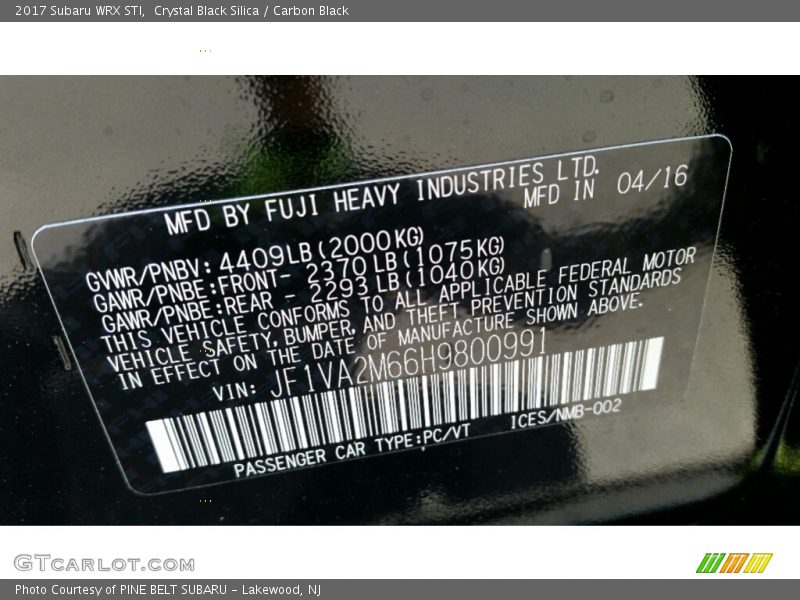 2017 Subaru WRX STI,  Crystal Black Silica / Carbon Black
MFD BY FUJI HEAVY INDUSTRIES LTD.
MFD IN 04/16
GVWR/PNBV: 4409LB(2000KG)
GAWR/PNBE:FRONT- 2370 LB(1075KG)
GAWR/PNBE:REAR - 2293 LB(1040KG)
THIS VEHICLE CONFORMS TO ALL APPLICABLE FEDERAL MOTOR
VEHICLE SAFETY, BUMPER, AND THEFT PREVENTION STANDARDS
IN EFFECT ON THE DATE OF MANUFACTURE SHOWN ABOVE.
VIN: JF1VA2M66H9800991
PASSENGER CAR TYPE:PC/VT ICES/NMB-002
GTCARLOT.COM
Photo Courtesy of PINE BELT SUBARU - Lakewood, NJ